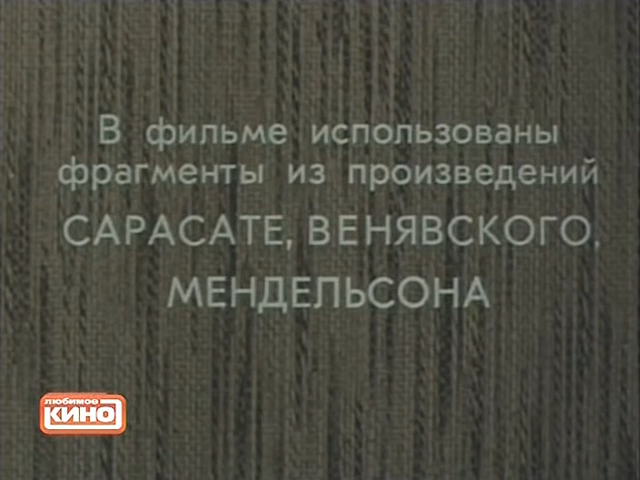 В фильме использованы
фрагменты из произведений
САРАСАТЕ, ВЕНЯВСКОГО,
МЕНДЕЛЬСОНА
любимое
КИНО